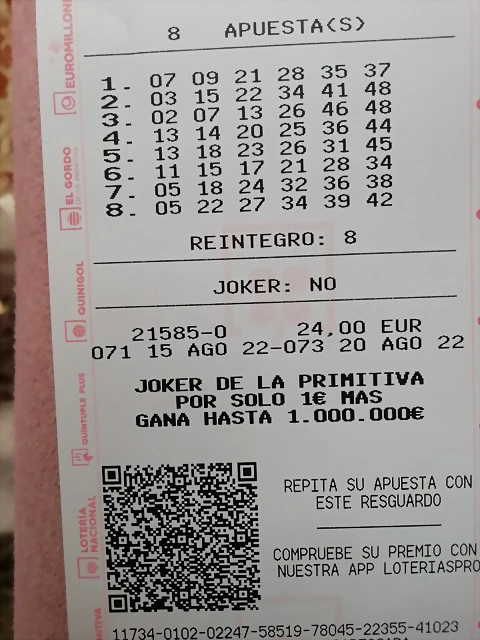 8 APUESTA(S)
1. 07 09 21 28 35 37
2. 03 15 22 34 41 48
3. 02 07 13 26 46 48
4. 13 14 20 25 36 44
5. 13 18 23 26 31 45
6. 11 15 17 21 28 34
7. 05 18 24 32 36 38
8. 05 22 27 34 39 42
REINTEGRO: 8
JOKER: NO
21585-0 24,00 EUR
071 15 AGO 22-073 20 AGO 22
JOKER DE LA PRIMITIVA
POR SOLO 1€ MAS
GANA HASTA 1.000.000€
REPITA SU APUESTA CON
ESTE RESGUARDO
COMPRUEBE SU PREMIO CON
NUESTRA APP LOTERIASPRO
11734-0102-02247-58519-78045-22355-41023
EUROMILLONE
EL GORDO
QUINIGOL
QUÍNTUPLE PLUS
LOTERÍA
NACIONAL